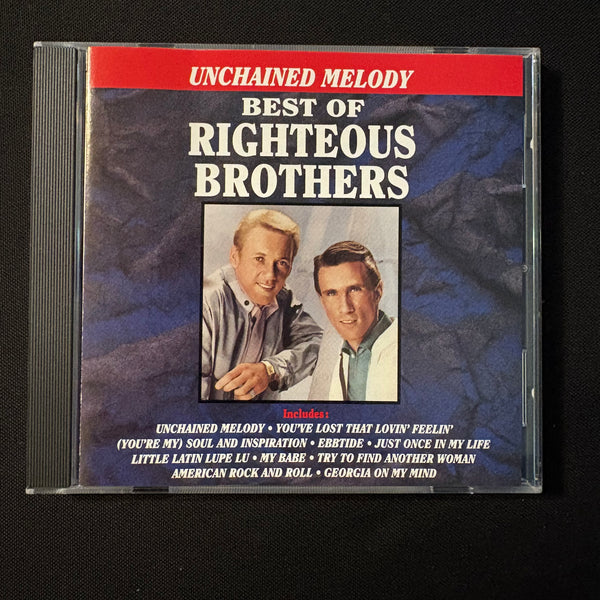 UNCHAINED MELODY
BEST OF
RIGHTEOUS
BROTHERS
Includes:
UNCHAINED MELODY • YOU'VE LOST THAT LOVIN' FEELIN'
(YOU'RE MY) SOUL AND INSPIRATION • EBBTIDE • JUST ONCE IN MY LIFE
LITTLE LATIN LUPE LU • MY BABE • TRY TO FIND ANOTHER WOMAN
AMERICAN ROCK AND ROLL • GEORGIA ON MY MIND